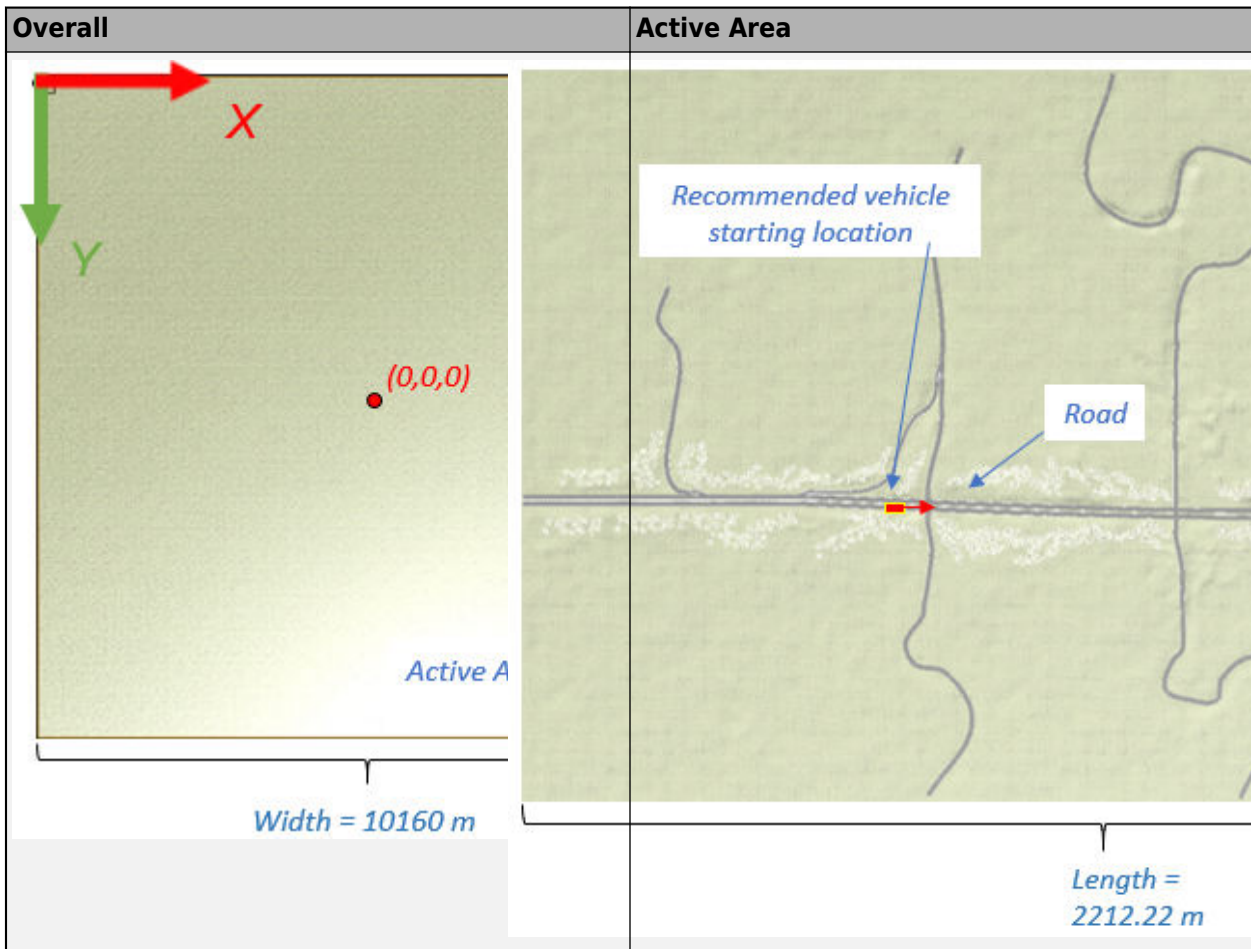 Overall
Active Area
X
Y
(0,0,0)
Active A
Width = 10160 m
Recommended vehicle
starting location
Road
Length =
2212.22 m